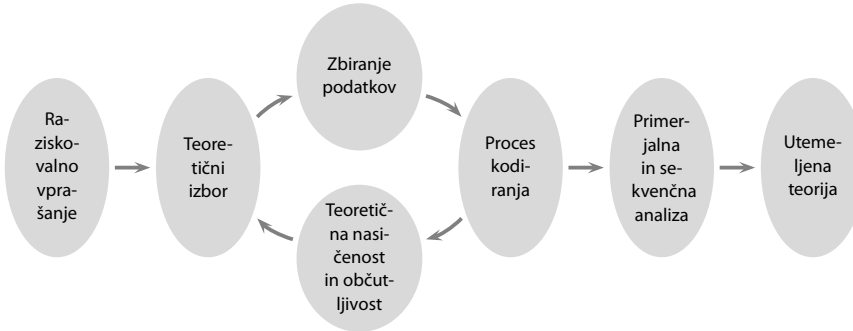 Ra-
ziskо-
valno
vpra-
šanje
Teore-
tični
izbor
Zbiranje
podatkov
Teoretič-
na nasi-
čenost
in občut-
ljivost
Proces
kodi-
ranja
Primer-
jalna
in se-
kvenčna
analiza
Uteme-
ljena
teorija